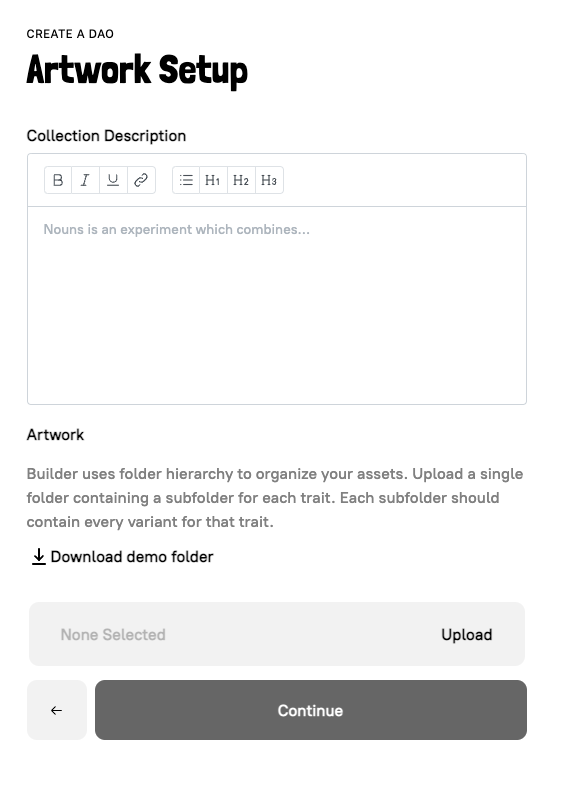 CREATE A DAO
Artwork Setup
Collection Description
B I U H1 H2 H3
Nouns is an experiment which combines...
Artwork
Builder uses folder hierarchy to organize your assets. Upload a single
folder containing a subfolder for each trait. Each subfolder should
contain every variant for that trait.
Download demo folder
None Selected Upload
Continue